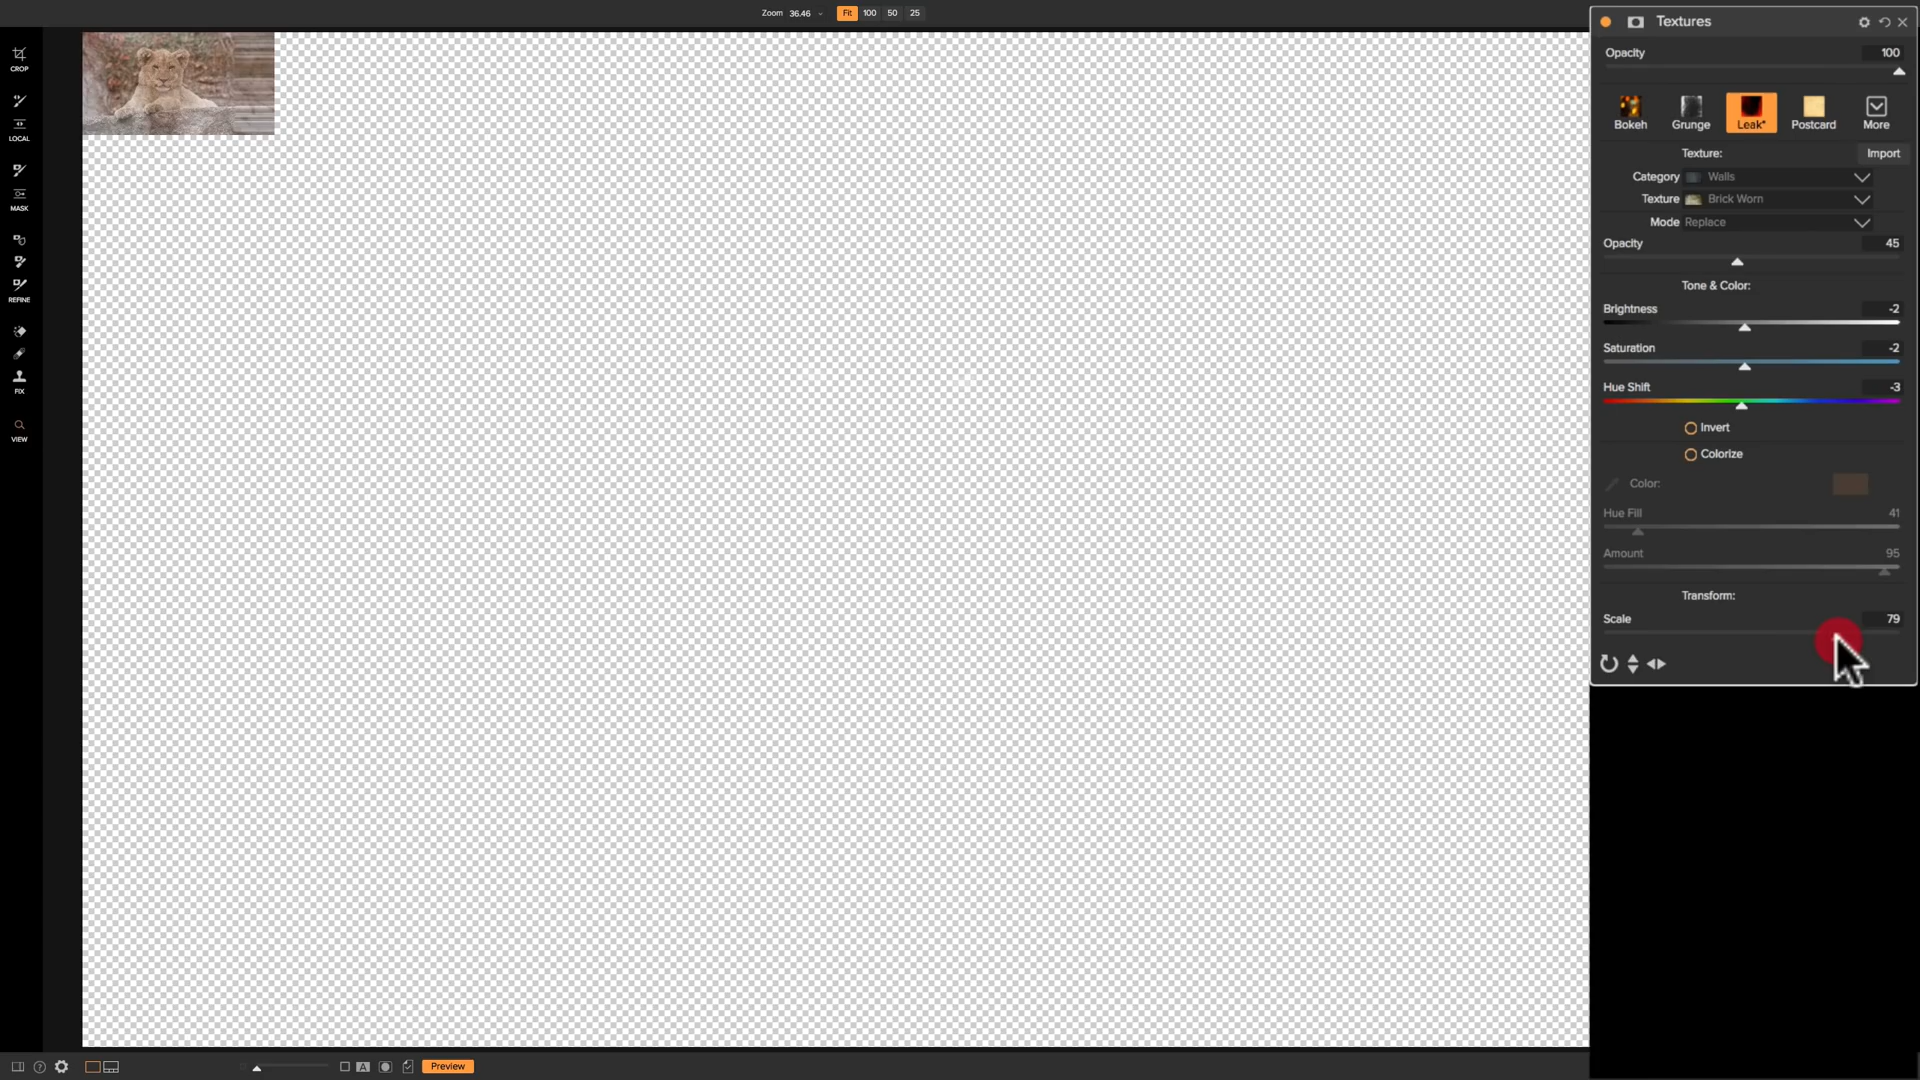 Zoom 36.46 Fit 100 50 25
CROP
LOCAL
MASK
REFINE
FIX
VIEW
Textures
Opacity 100
Bokeh Grunge Leak* Postcard More
Texture: Import
Category Walls
Texture Brick Worn
Mode Replace
Opacity 45
Tone & Color:
Brightness -2
Saturation -2
Hue Shift -3
Invert
Colorize
Color:
Hue Fill 41
Amount 95
Transform:
Scale 79
? A Preview